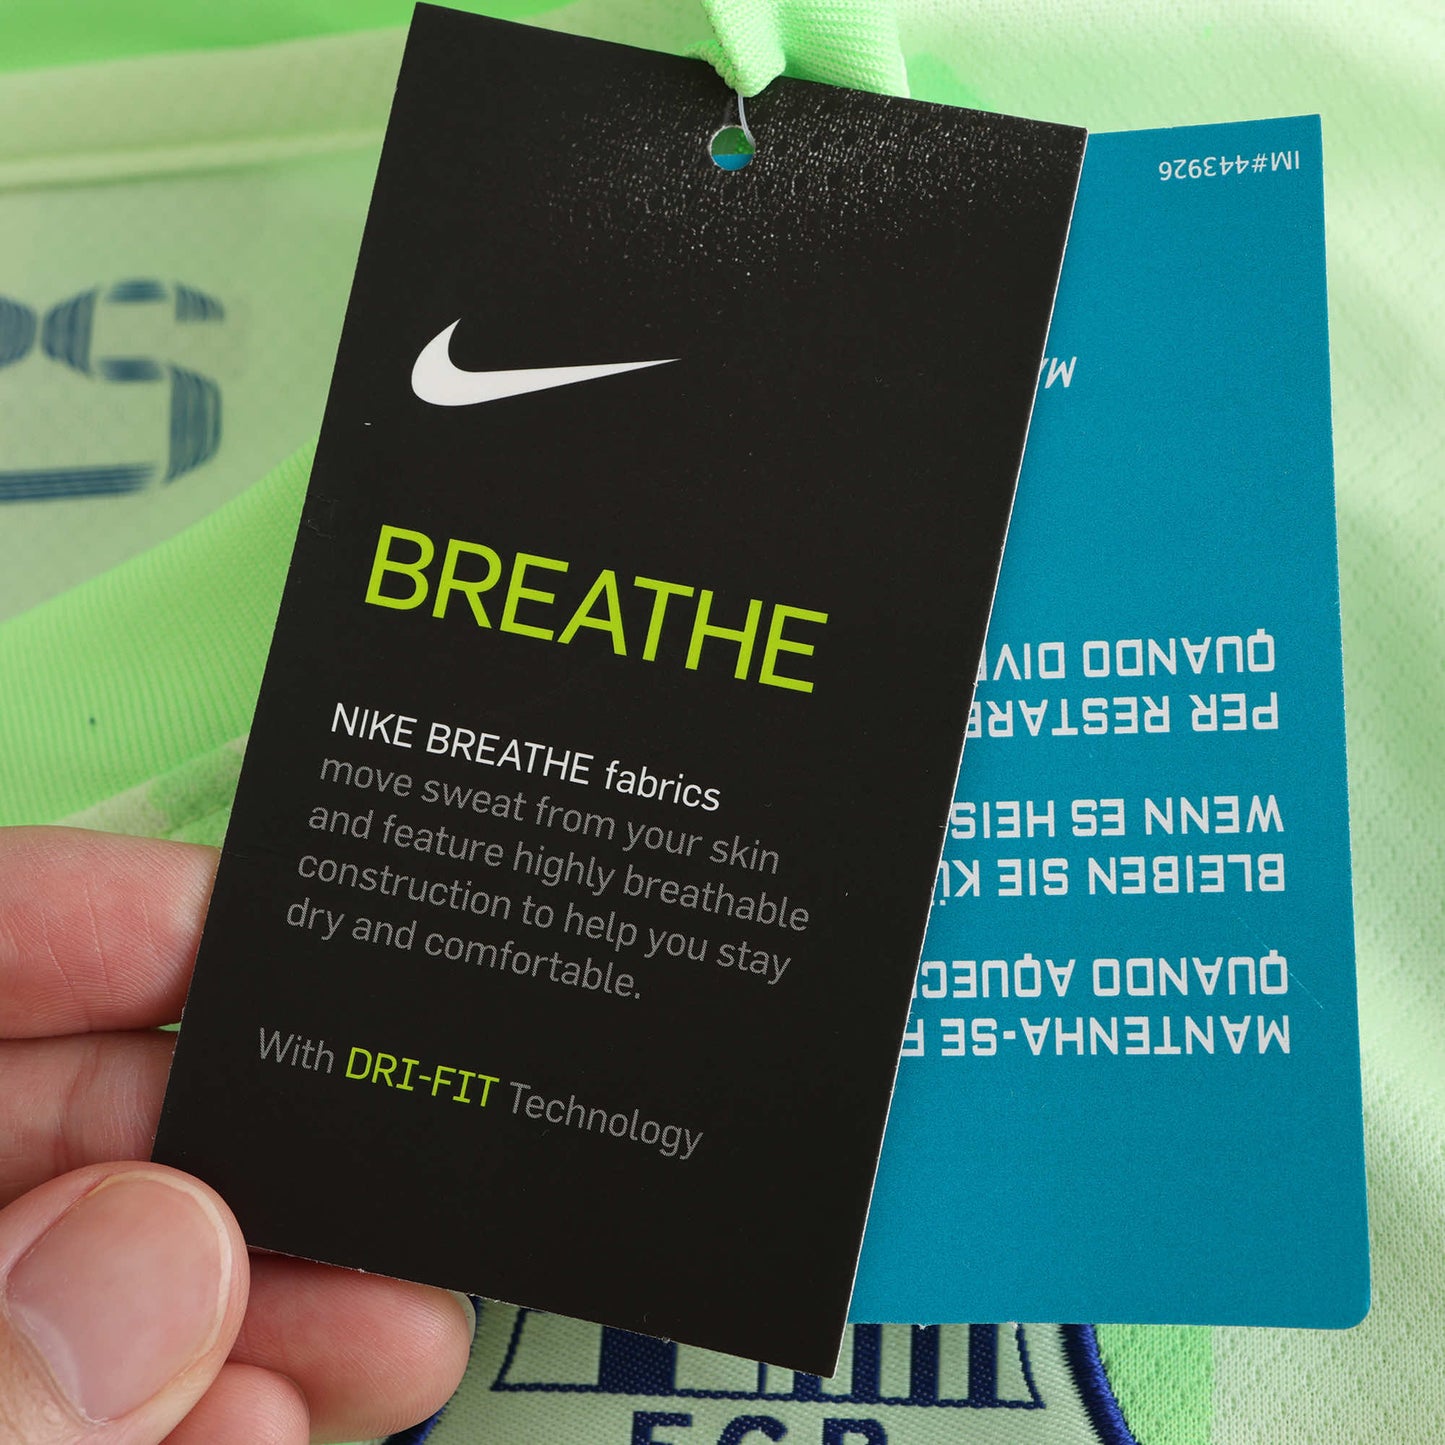 BREATHE
NIKE BREATHE fabrics
move sweat from your skin
and feature highly breathable
construction to help you stay
dry and comfortable.
With DRI-FIT Technology
IM#443926
MANTENHA-SE
QUANDO
BLEIBEN SIE
WENN ES
PER
QUANDO
FCB